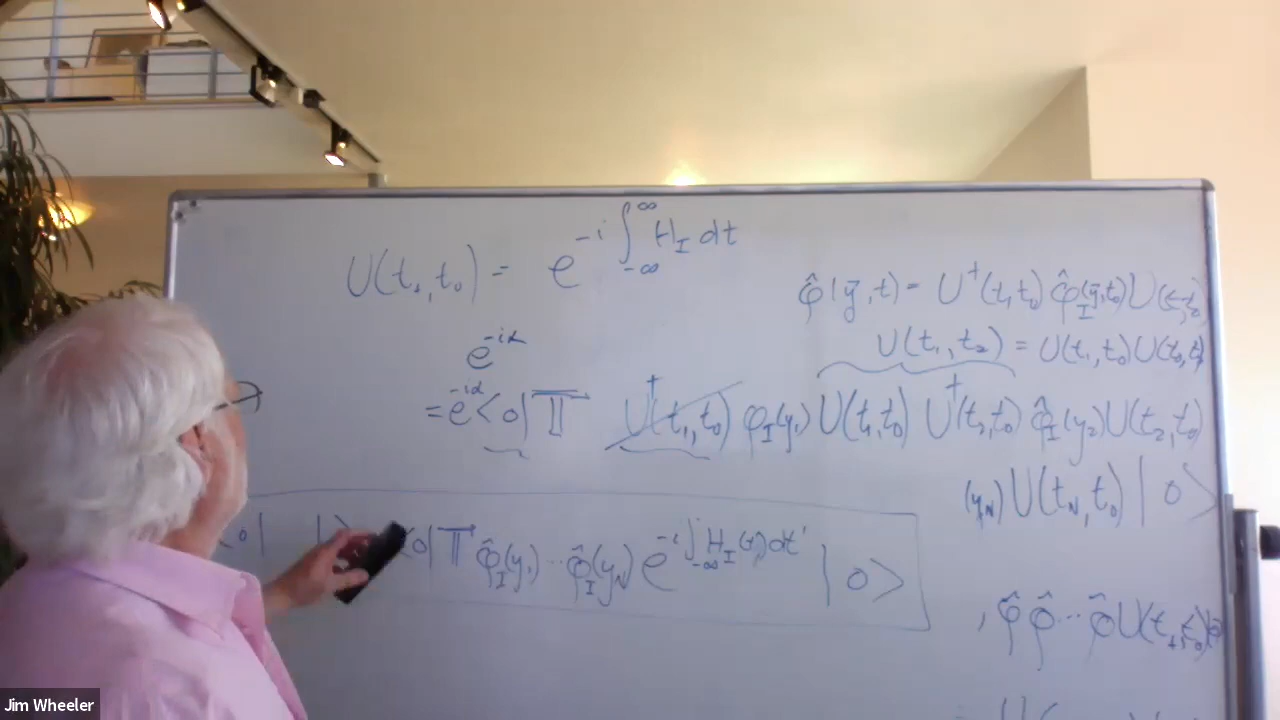 U(t₊,t₀) = e^{-i ∫_{-∞}^{∞} H_I dt}
φ̂(y⃗,t) = U†(t,t₀) φ̂_I(y⃗,t₀) U(t,t₀)
e^{-iα}
U(t₁,t₂) = U(t₁,t₀) U(t₀,t
= e^{-iα} <0| T U†(t₁,t₀) φ_I(y₁) U(t₁,t₀) U†(t₂,t₀) φ̂_I(y₂) U(t₂,t₀)
(y_N) U(t_N,t₀) | 0 >
<0| | > <0| T φ̂_I(y₁) ··· φ̂_I(y_N) e^{-i ∫_{-∞} H_I(t') dt'} | 0 >
, φ̂ φ̂ ··· φ̂ U(t₊,t₀)
Jim Wheeler